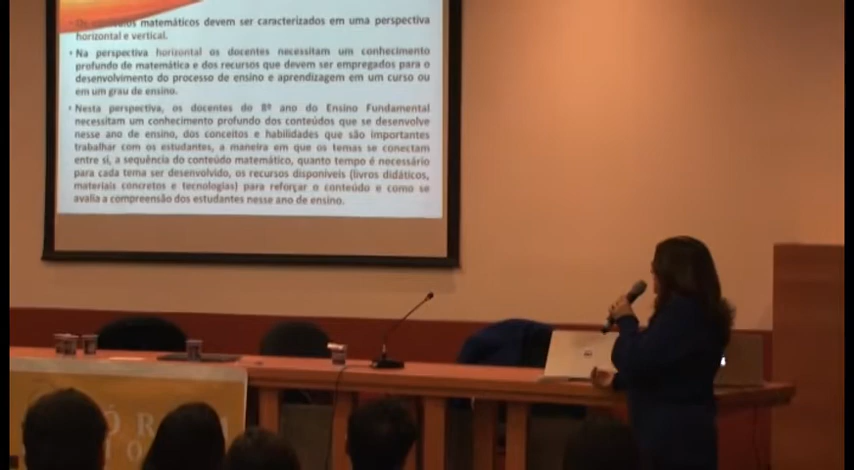 Os matemáticos devem ser caracterizados em uma perspectiva
horizontal e vertical.
Na perspectiva horizontal os docentes necessitam um conhecimento
profundo de matemática e dos recursos que devem ser empregados para o
desenvolvimento do processo de ensino e aprendizagem em um curso ou
em um grau de ensino.
Nesta perspectiva, os docentes do 8º ano do Ensino Fundamental
necessitam um conhecimento profundo dos conteúdos que se desenvolve
nesse ano de ensino, dos conceitos e habilidades que são importantes
trabalhar com os estudantes, a maneira em que os temas se conectam
entre si, a sequência do conteúdo matemático, quanto tempo é necessário
para cada tema ser desenvolvido, os recursos disponíveis (livros didáticos,
materiais concretos e tecnologias) para reforçar o conteúdo e como se
avalia a compreensão dos estudantes nesse ano de ensino.